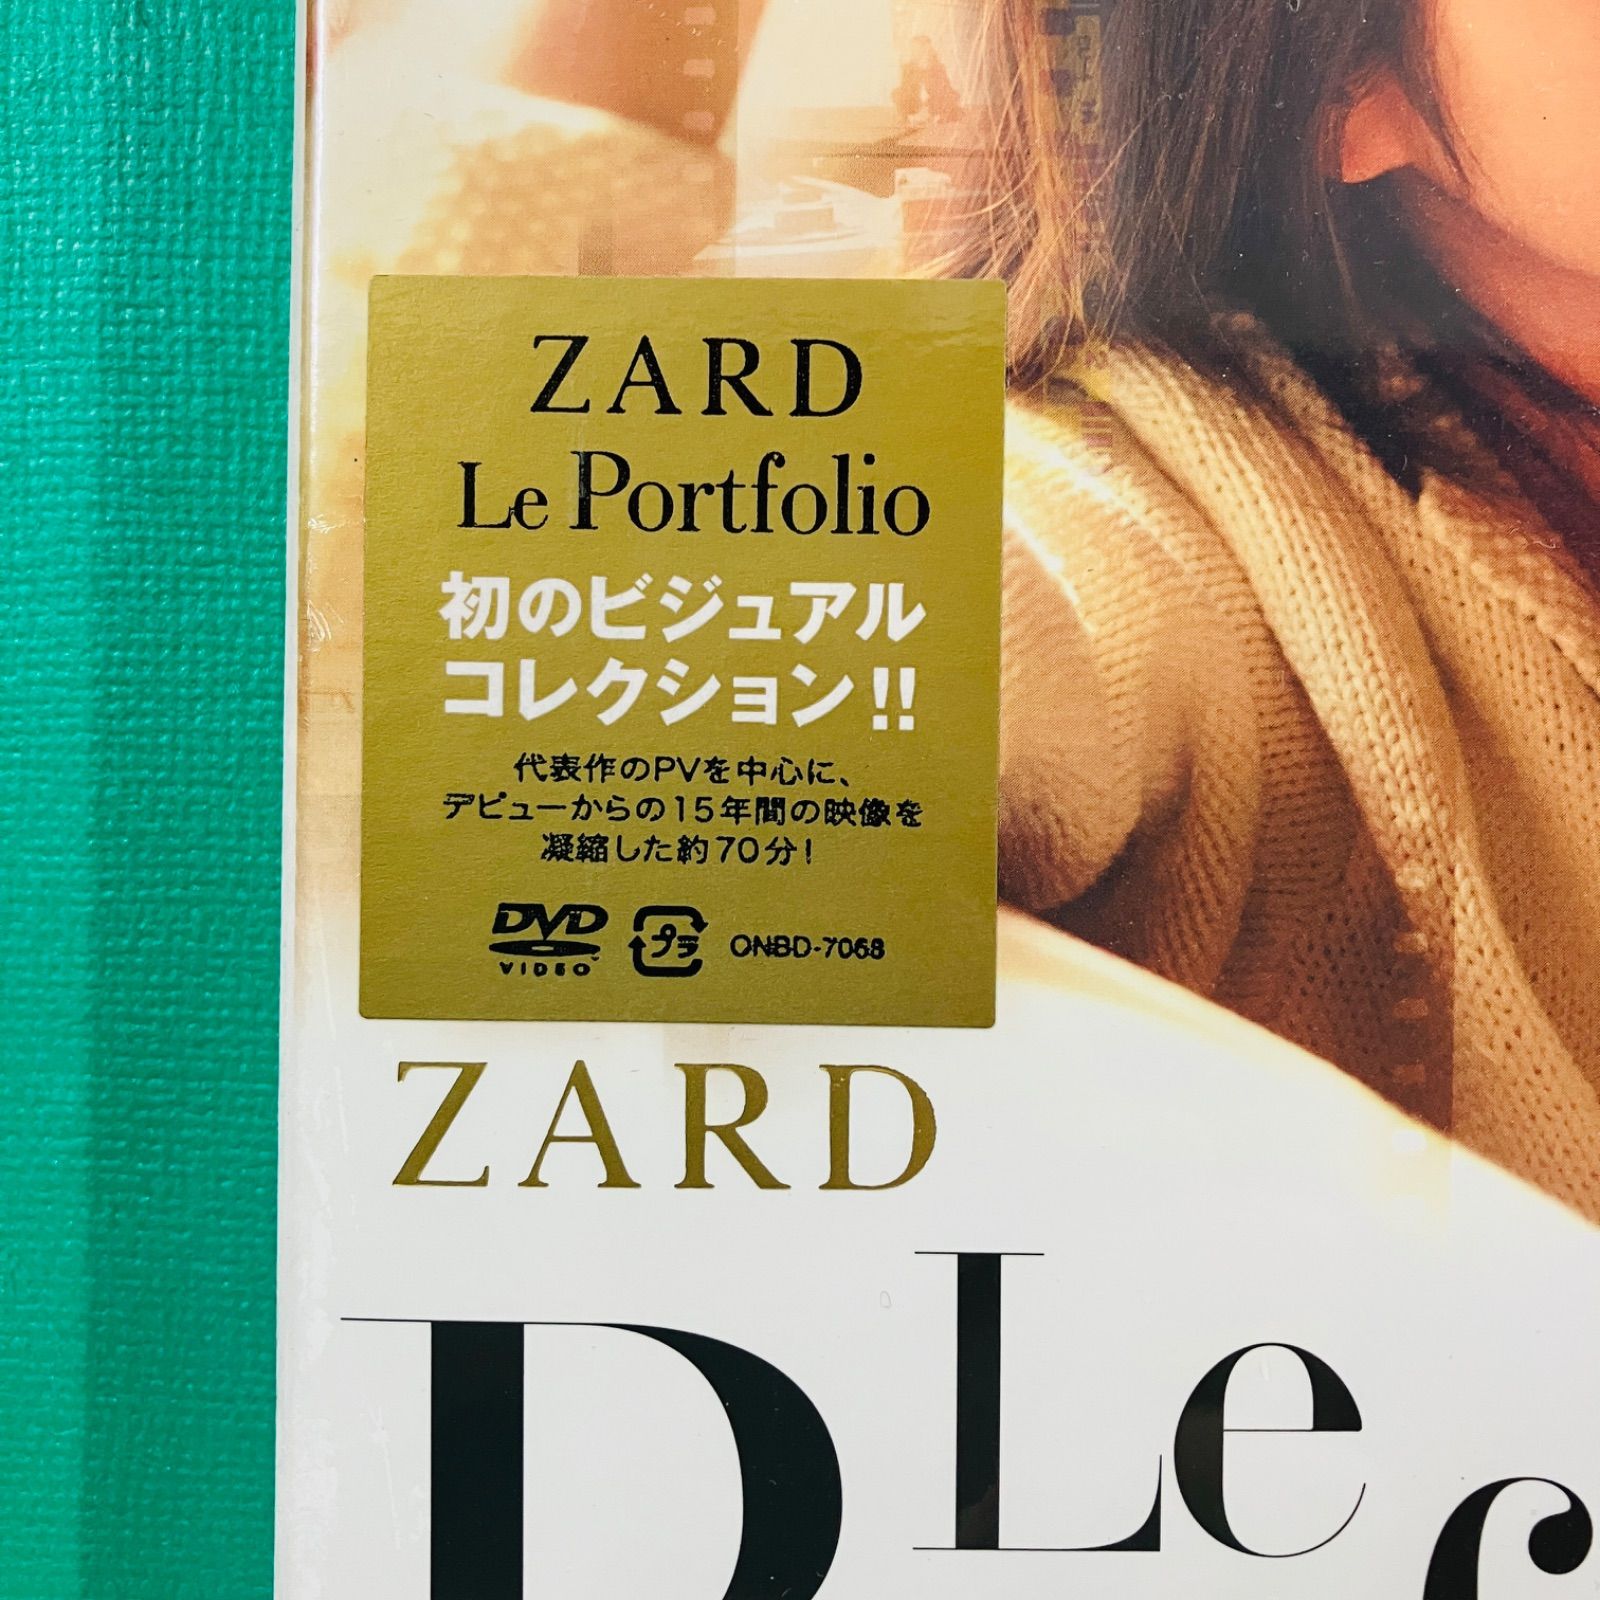 ZARD
Le Portfolio
初のビジュアル
コレクション!!
代表作のPVを中心に、
デビューからの15年間の映像を
凝縮した約70分!
DVD
VIDEO
プラ
ONBD-7068
ZARD
Le
P
f